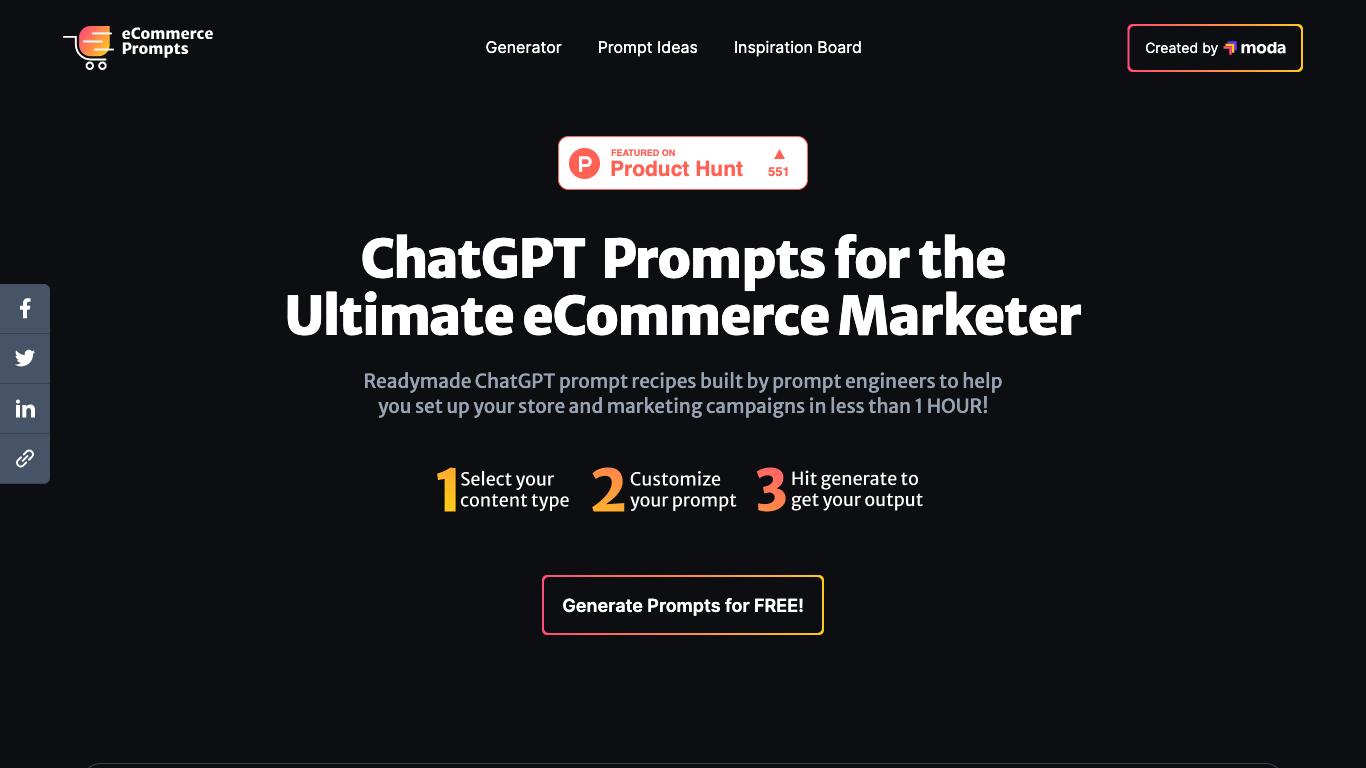 eCommerce
Prompts
Generator
Prompt Ideas
Inspiration Board
Created by moda
FEATURED ON
Product Hunt
551
ChatGPT Prompts for the
Ultimate eCommerce Marketer
Readymade ChatGPT prompt recipes built by prompt engineers to help
you set up your store and marketing campaigns in less than 1 HOUR!
1
Select your
content type
2
Customize
your prompt
3
Hit generate to
get your output
Generate Prompts for FREE!